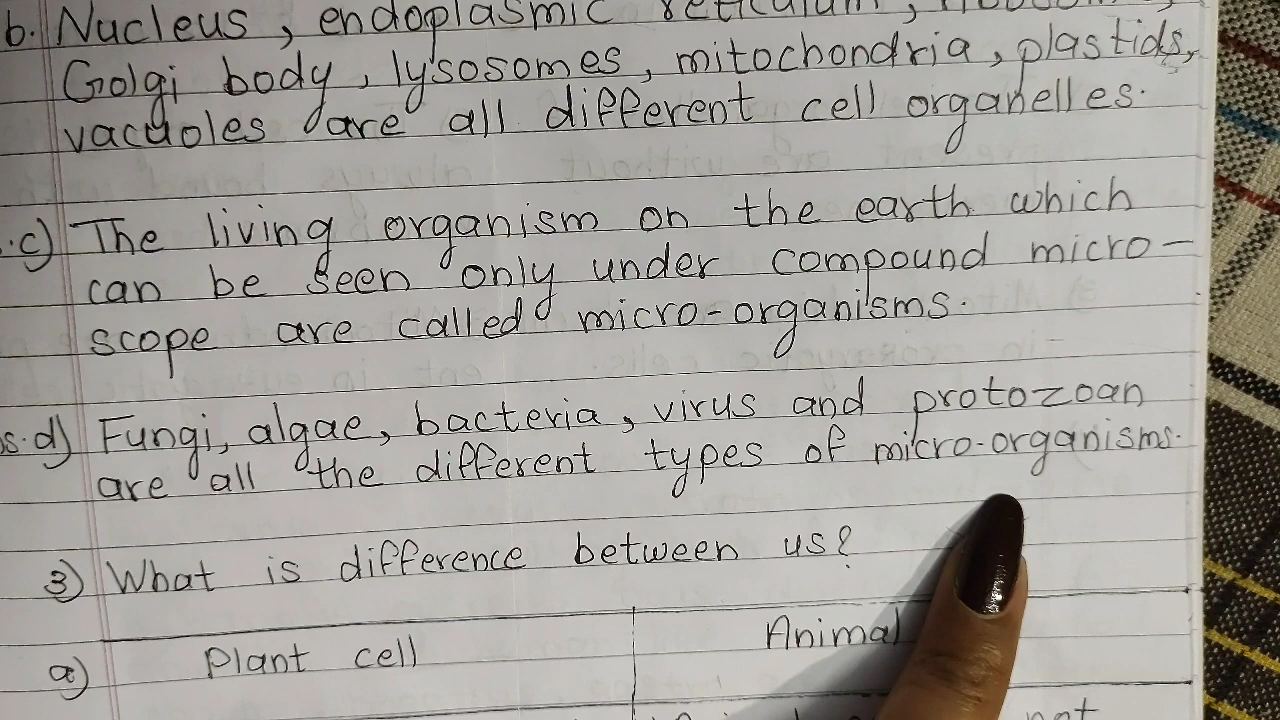 b. Nucleus, endoplasmic reticulum,
Golgi body, lysosomes, mitochondria, plastids,
vacuoles are all different cell organelles.
.c) The living organism on the earth which
can be seen only under compound micro-
scope are called micro-organisms.
s.d) Fungi, algae, bacteria, virus and protozoan
are all the different types of micro-organisms.
3) What is difference between us?
a) Plant cell Animal
not